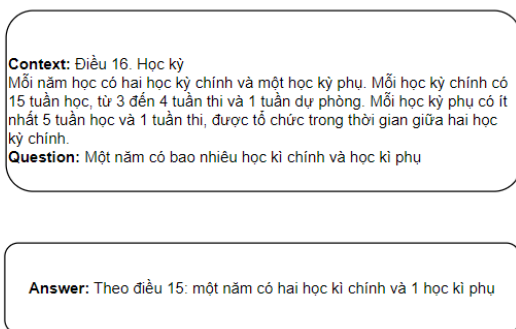 Context: Điều 16. Học kỳ
Mỗi năm học có hai học kỳ chính và một học kỳ phụ. Mỗi học kỳ chính có
15 tuần học, từ 3 đến 4 tuần thi và 1 tuần dự phòng. Mỗi học kỳ phụ có ít
nhất 5 tuần học và 1 tuần thi, được tổ chức trong thời gian giữa hai học
kỳ chính.
Question: Một năm có bao nhiêu học kì chính và học kì phụ
Answer: Theo điều 15: một năm có hai học kì chính và 1 học kì phụ